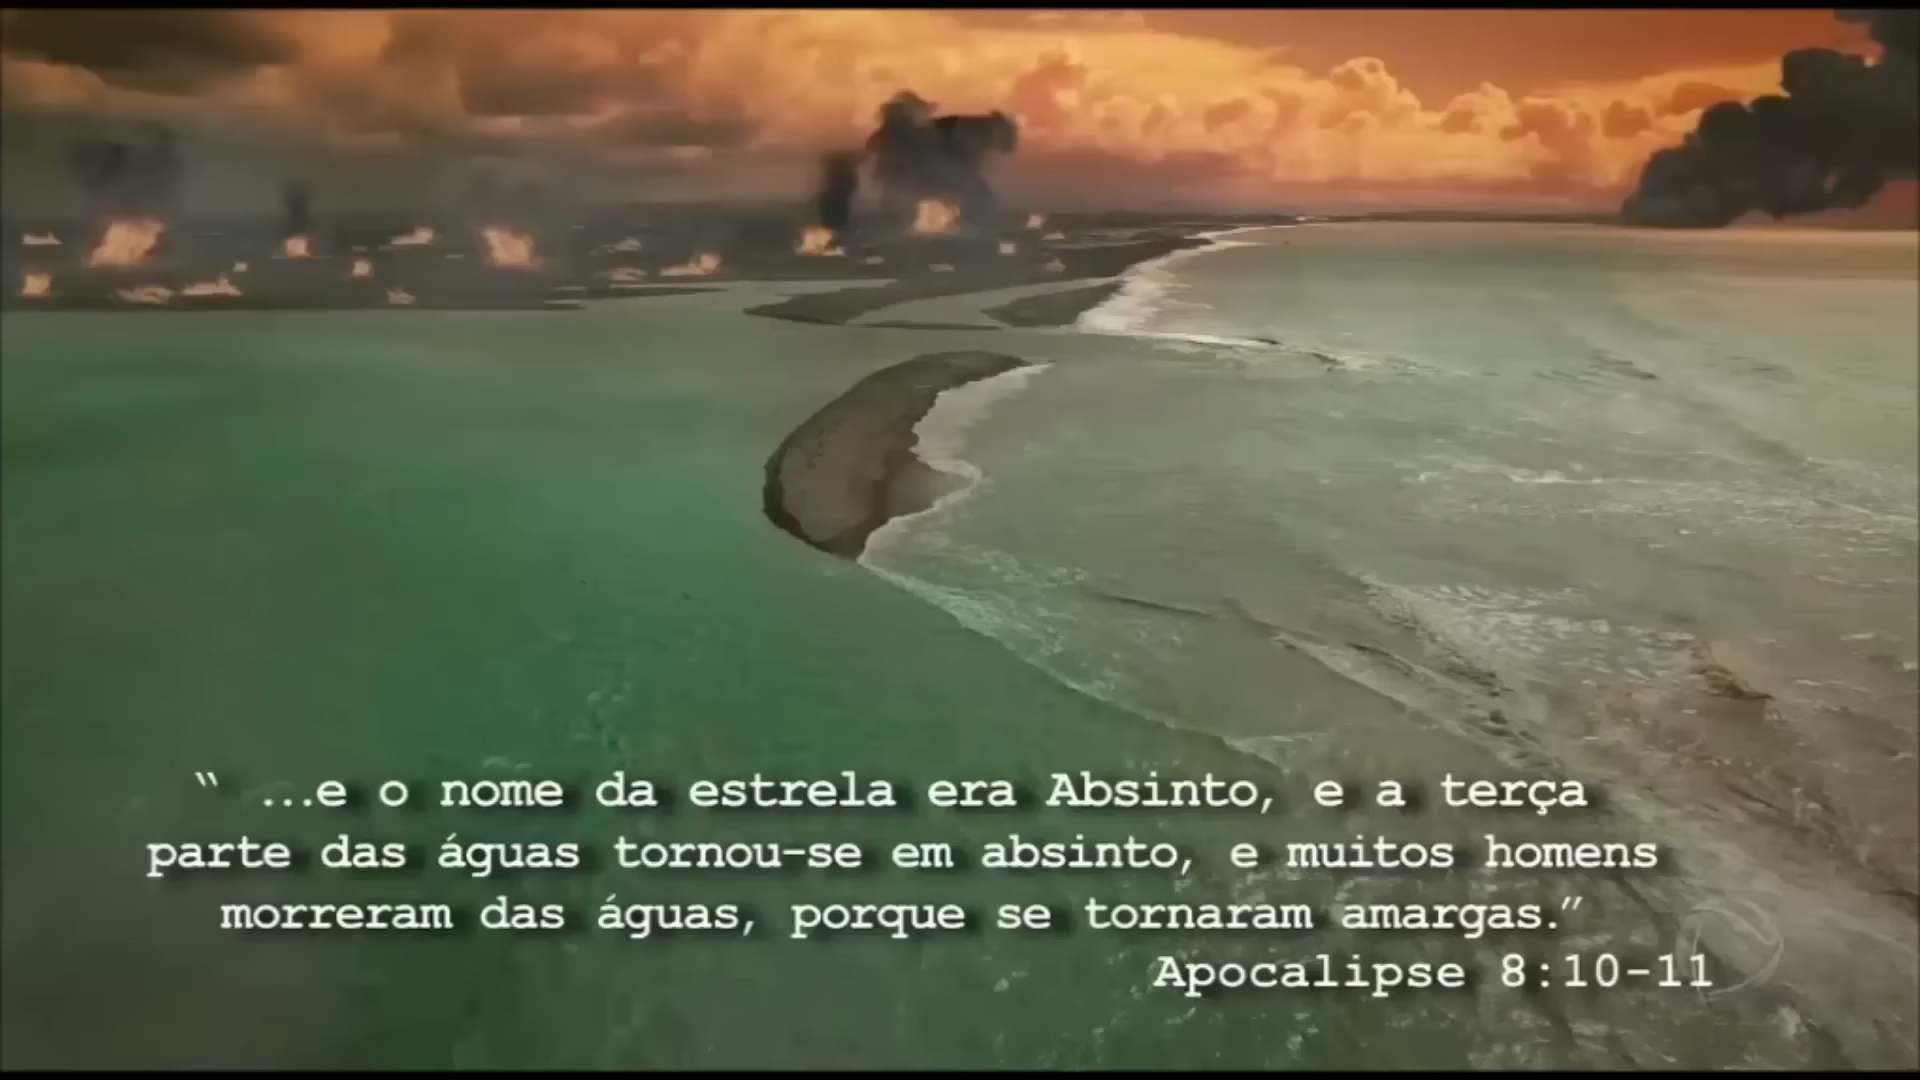 “ …e o nome da estrela era Absinto, e a terça
parte das águas tornou-se em absinto, e muitos homens
morreram das águas, porque se tornaram amargas.”
Apocalipse 8:10-11